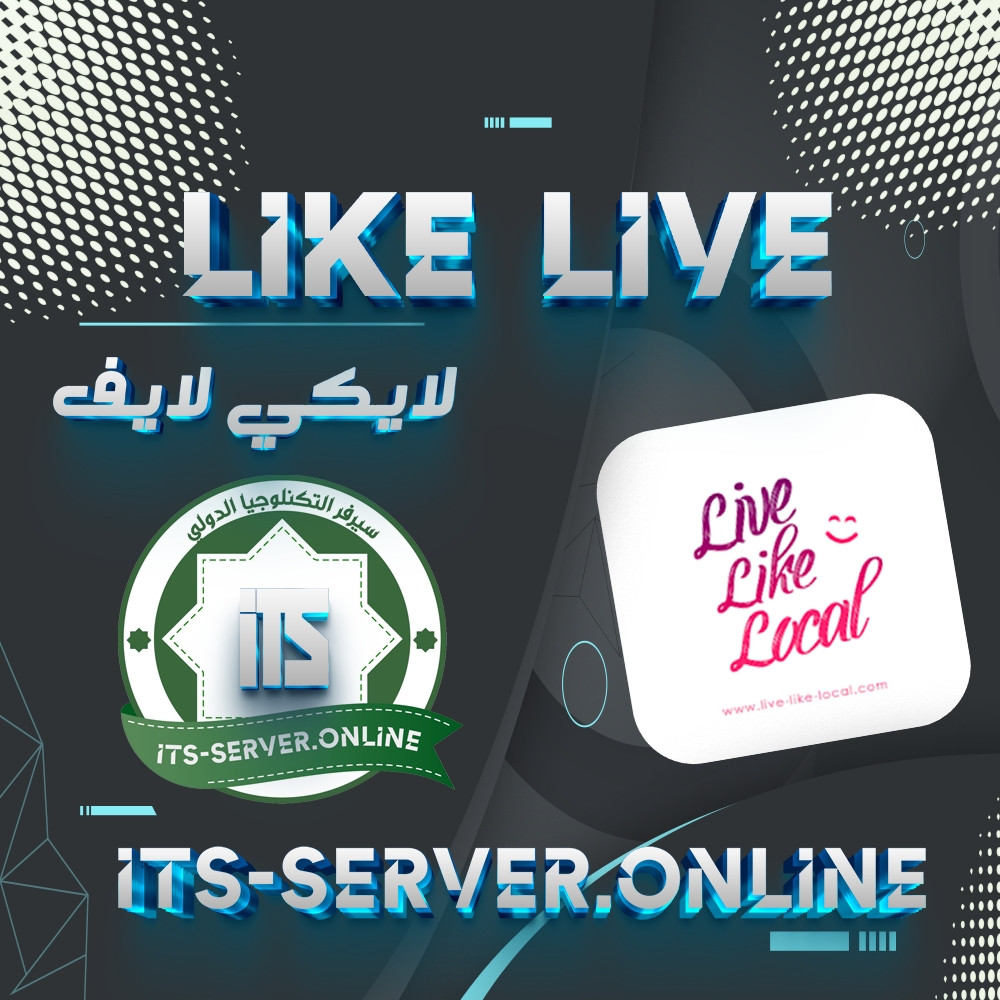 LIKE LIVE
لايكي لايف
سيرفر التكنلوجيا الدولي
iTS
iTS-SERVER.ONLINE
Live
Like
Local
www.live-like-local.com
iTS-SERVER.ONLINE